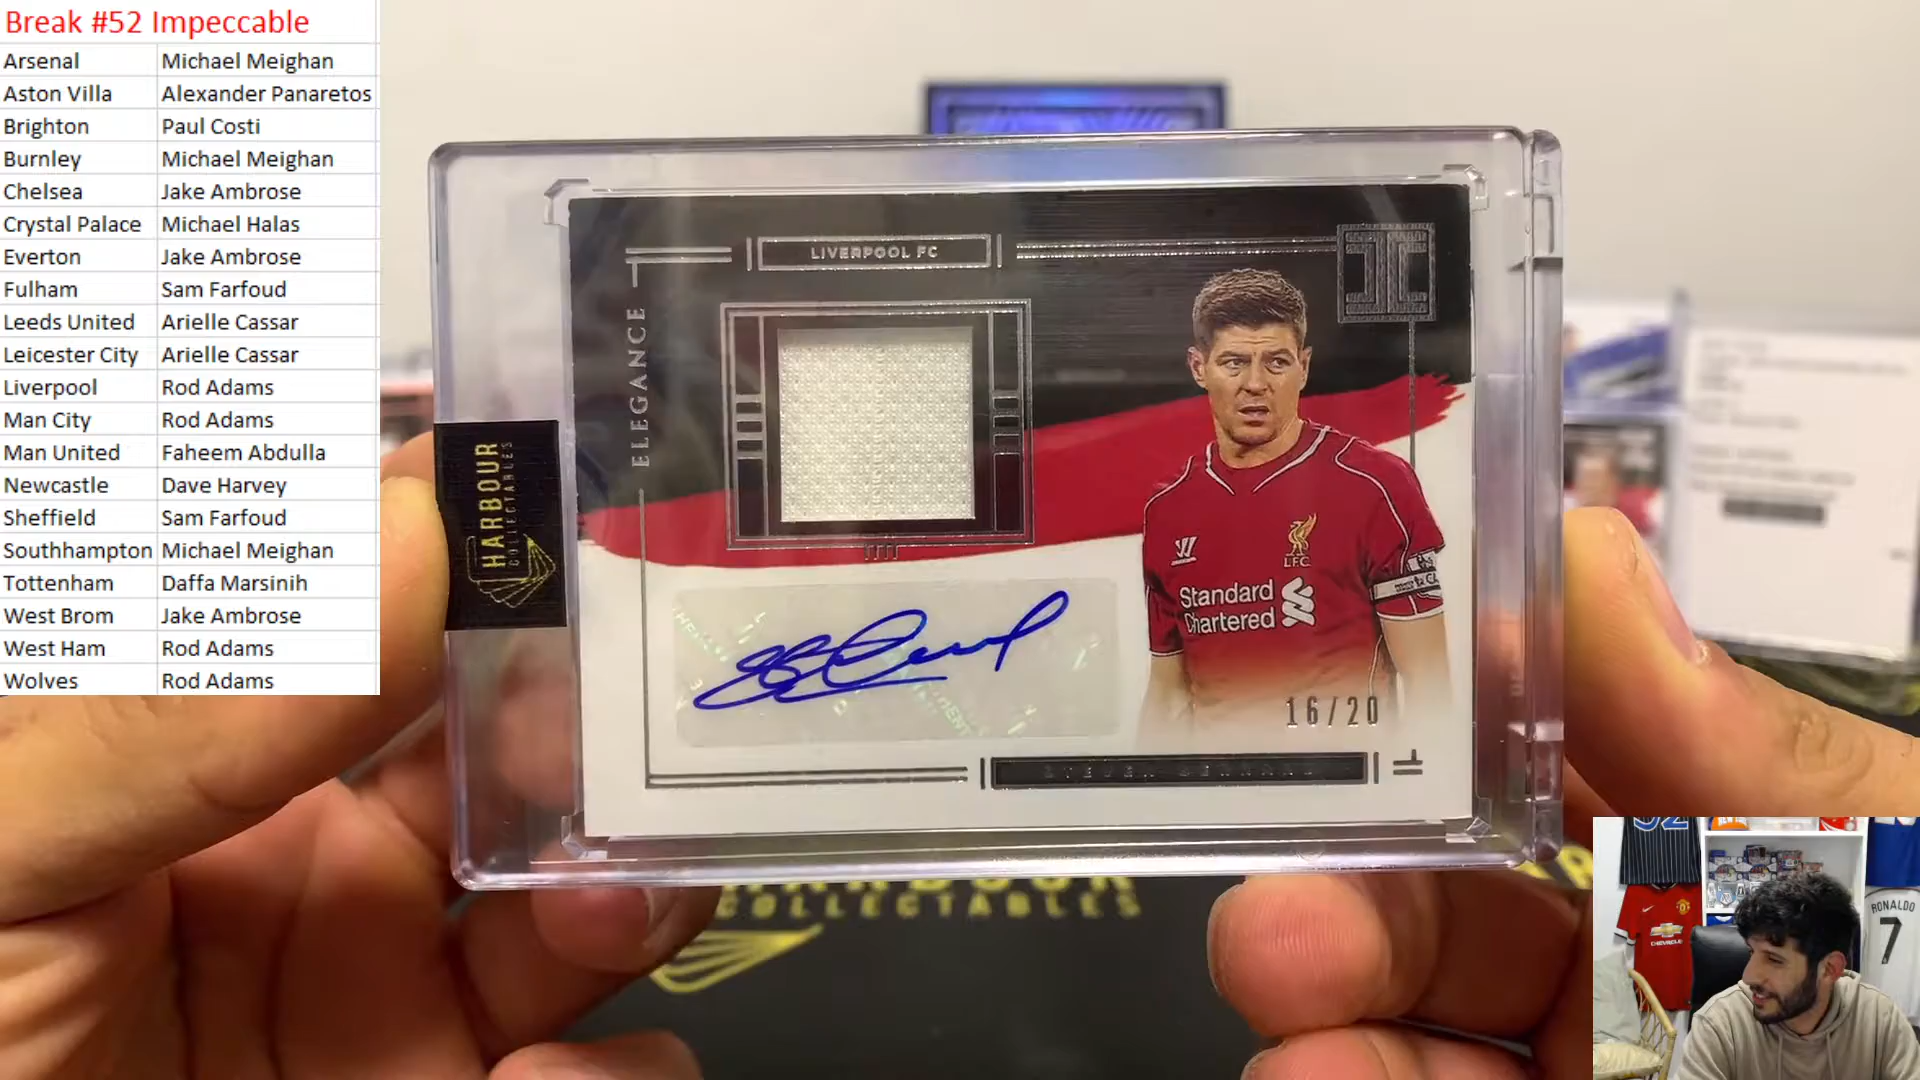 Break #52 Impeccable
Arsenal Michael Meighan
Aston Villa Alexander Panaretos
Brighton Paul Costi
Burnley Michael Meighan
Chelsea Jake Ambrose
Crystal Palace Michael Halas
Everton Jake Ambrose
Fulham Sam Farfoud
Leeds United Arielle Cassar
Leicester City Arielle Cassar
Liverpool Rod Adams
Man City Rod Adams
Man United Faheem Abdulla
Newcastle Dave Harvey
Sheffield Sam Farfoud
Southhampton Michael Meighan
Tottenham Daffa Marsinih
West Brom Jake Ambrose
West Ham Rod Adams
Wolves Rod Adams
LIVERPOOL FC
ELEGANCE
HARBOUR
COLLECTABLES
L.F.C.
Standard
Chartered
16/20
STEVEN GERRARD
COLLECTABLES
CHEVROLET
RONALDO
7